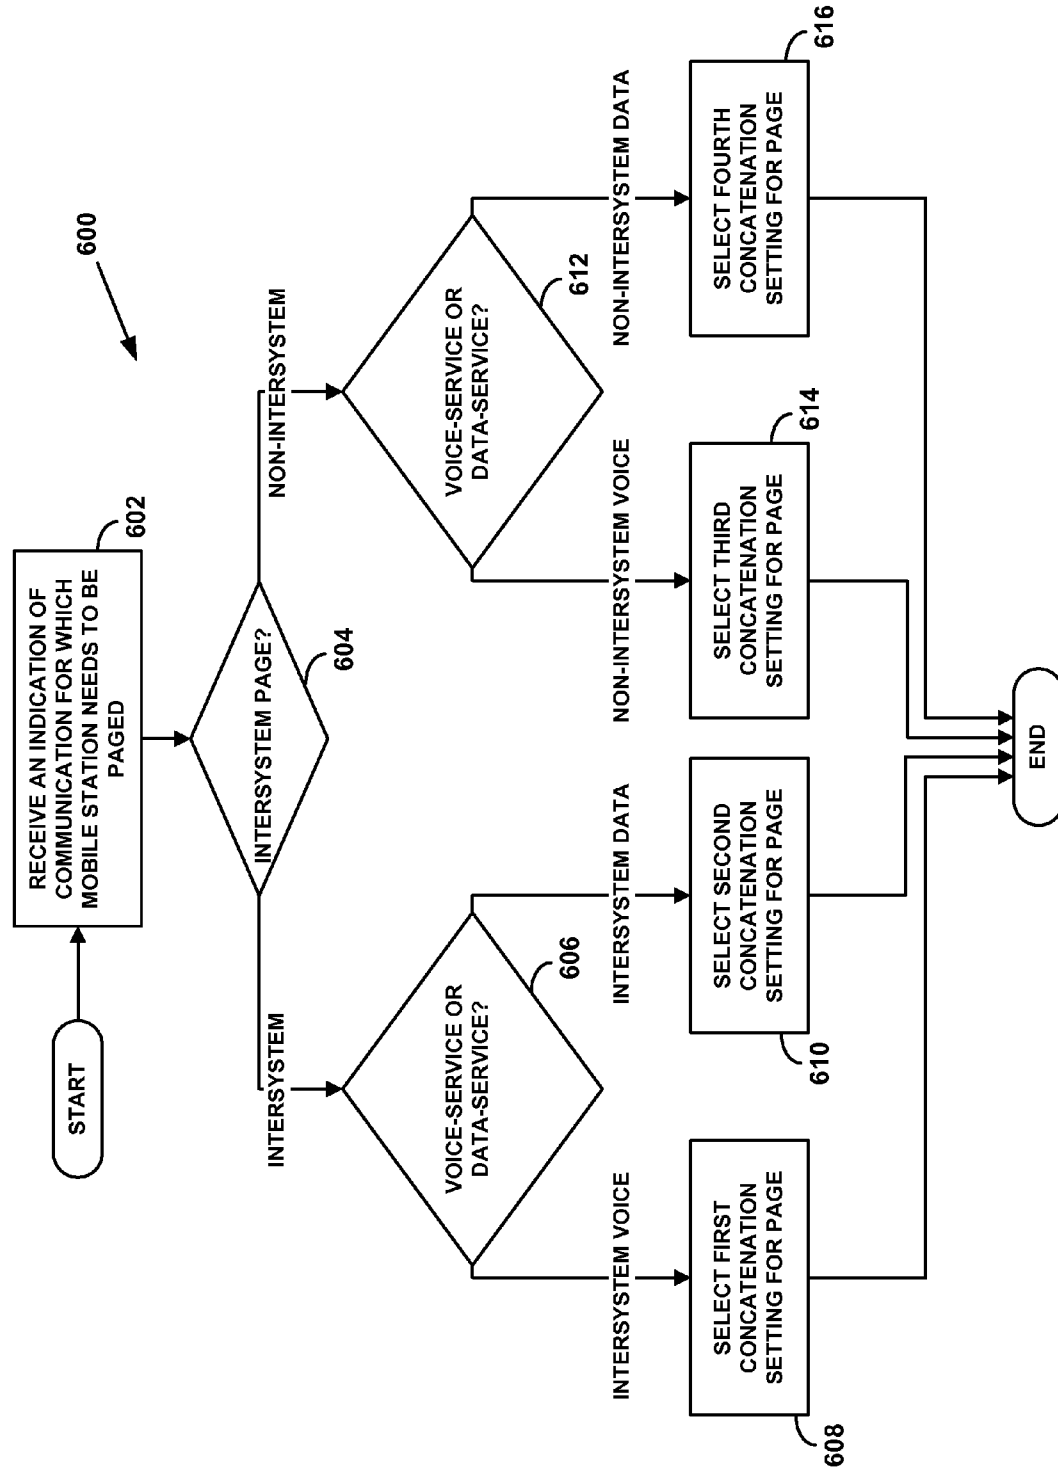 600
START
RECEIVE AN INDICATION OF
COMMUNICATION FOR WHICH
MOBILE STATION NEEDS TO BE
PAGED
602
INTERSYSTEM PAGE?
604
INTERSYSTEM
NON-INTERSYSTEM
VOICE-SERVICE OR
DATA-SERVICE?
606
VOICE-SERVICE OR
DATA-SERVICE?
612
INTERSYSTEM VOICE
INTERSYSTEM DATA
NON-INTERSYSTEM VOICE
NON-INTERSYSTEM DATA
SELECT FIRST
CONCATENATION
SETTING FOR PAGE
608
SELECT SECOND
CONCATENATION
SETTING FOR PAGE
610
SELECT THIRD
CONCATENATION
SETTING FOR PAGE
614
SELECT FOURTH
CONCATENATION
SETTING FOR PAGE
616
END